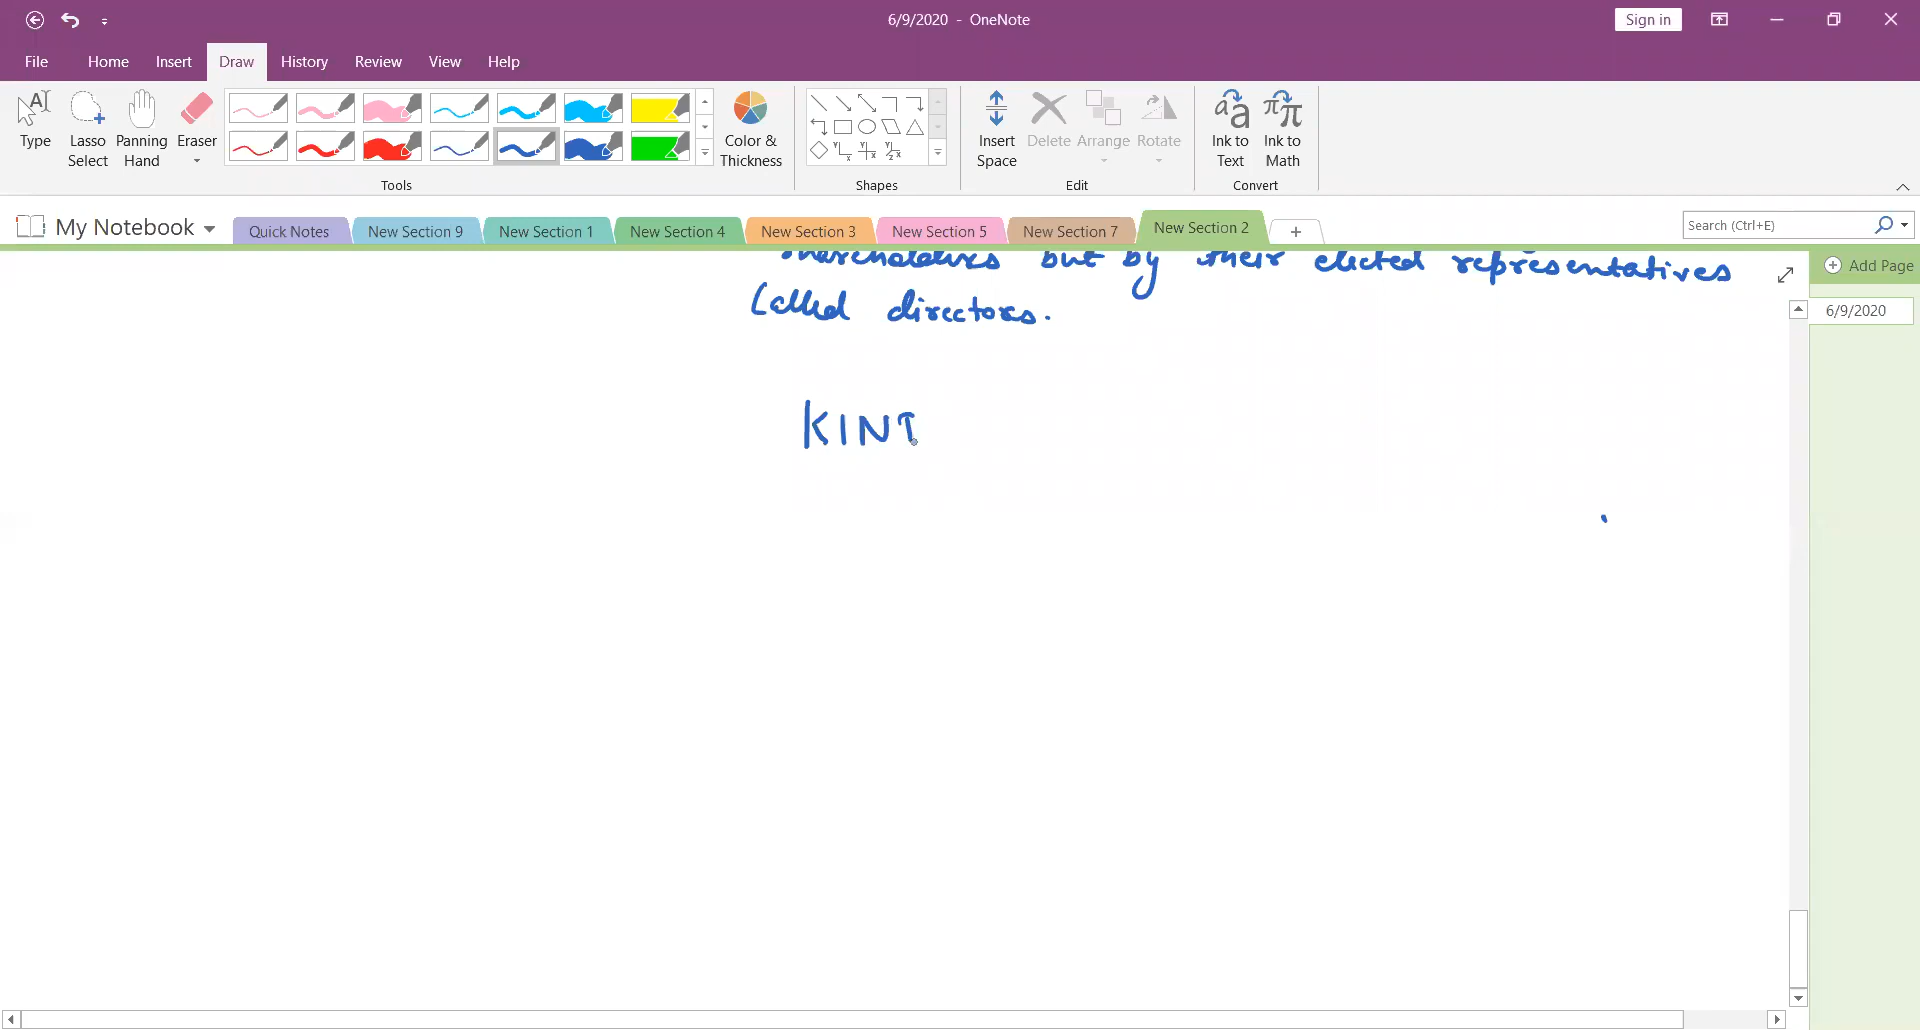 6/9/2020 - OneNote
Sign in
File Home Insert Draw History Review View Help
Type
Lasso Select
Panning Hand
Eraser
Color & Thickness
Insert Space
Delete
Arrange
Rotate
Ink to Text
Ink to Math
Tools
Shapes
Edit
Convert
My Notebook
Quick Notes New Section 9 New Section 1 New Section 4 New Section 3 New Section 5 New Section 7 New Section 2
Search (Ctrl+E)
Add Page
6/9/2020
shareholders but by their elected representatives
Called directors.
KIN